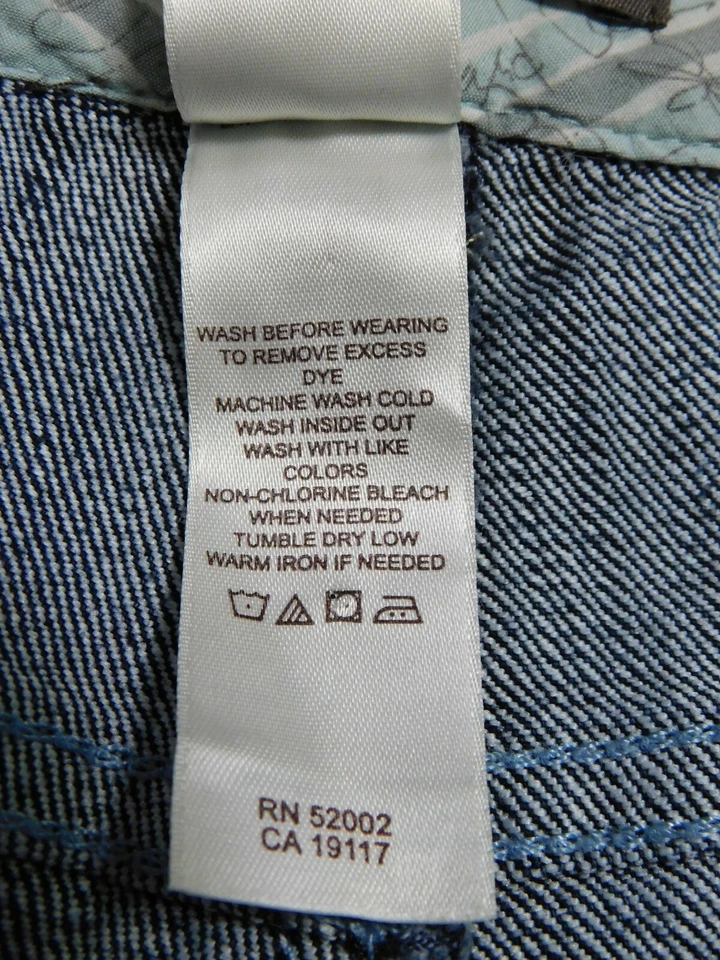 WASH BEFORE WEARING
TO REMOVE EXCESS
DYE
MACHINE WASH COLD
WASH INSIDE OUT
WASH WITH LIKE
COLORS
NON-CHLORINE BLEACH
WHEN NEEDED
TUMBLE DRY LOW
WARM IRON IF NEEDED
RN 52002
CA 19117